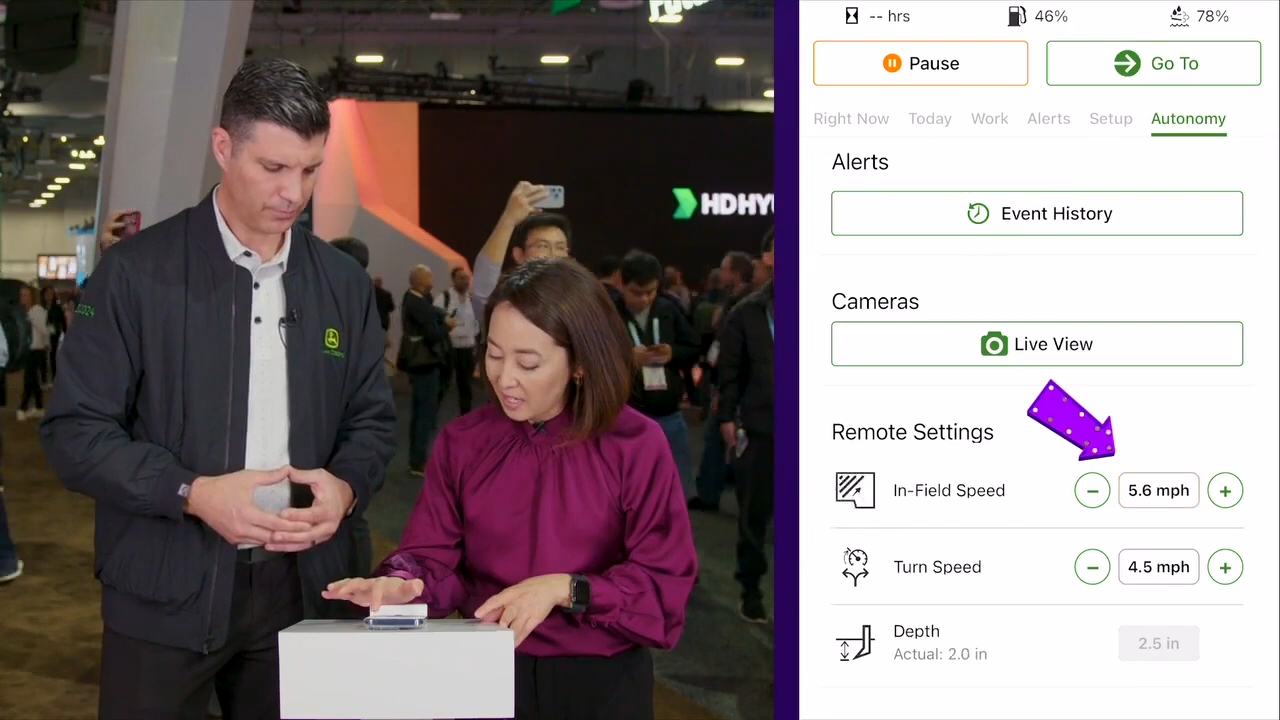 HD HYU
-- hrs
46%
78%
Pause
Go To
Right Now
Today
Work
Alerts
Setup
Autonomy
Alerts
Event History
Cameras
Live View
Remote Settings
In-Field Speed
5.6 mph
Turn Speed
4.5 mph
Depth
Actual: 2.0 in
2.5 in